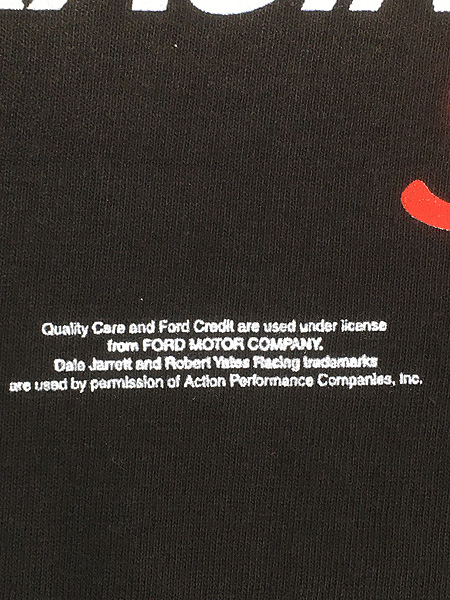 Quality Care and Ford Credit are used under license
from FORD MOTOR COMPANY.
Dale Jarrett and Robert Yates Racing trademarks
are used by permission of Action Performance Companies, Inc.